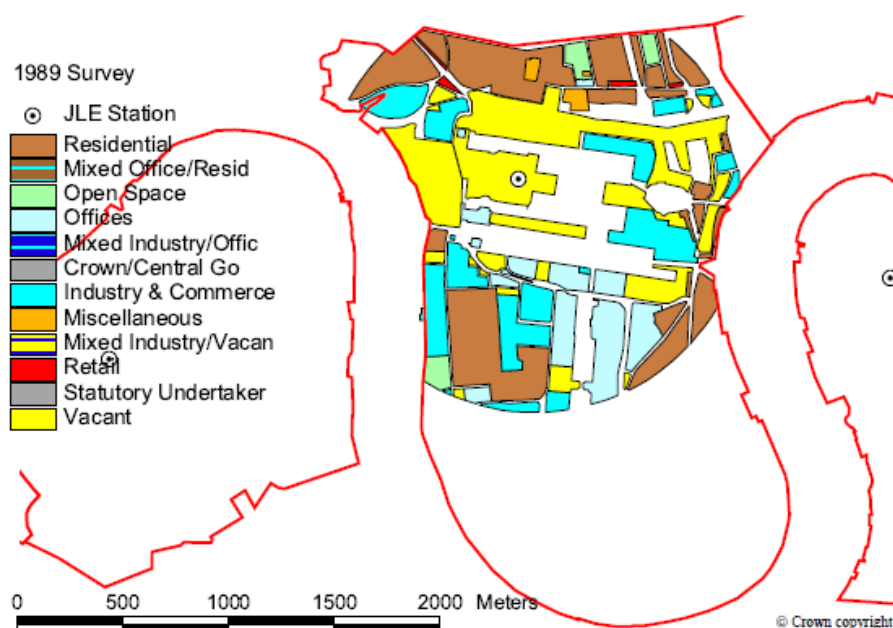 1989 Survey
JLE Station
Residential
Mixed Office/Resid
Open Space
Offices
Mixed Industry/Offic
Crown/Central Go
Industry & Commerce
Miscellaneous
Mixed Industry/Vacan
Retail
Statutory Undertaker
Vacant
0 500 1000 1500 2000 Meters
© Crown copyright